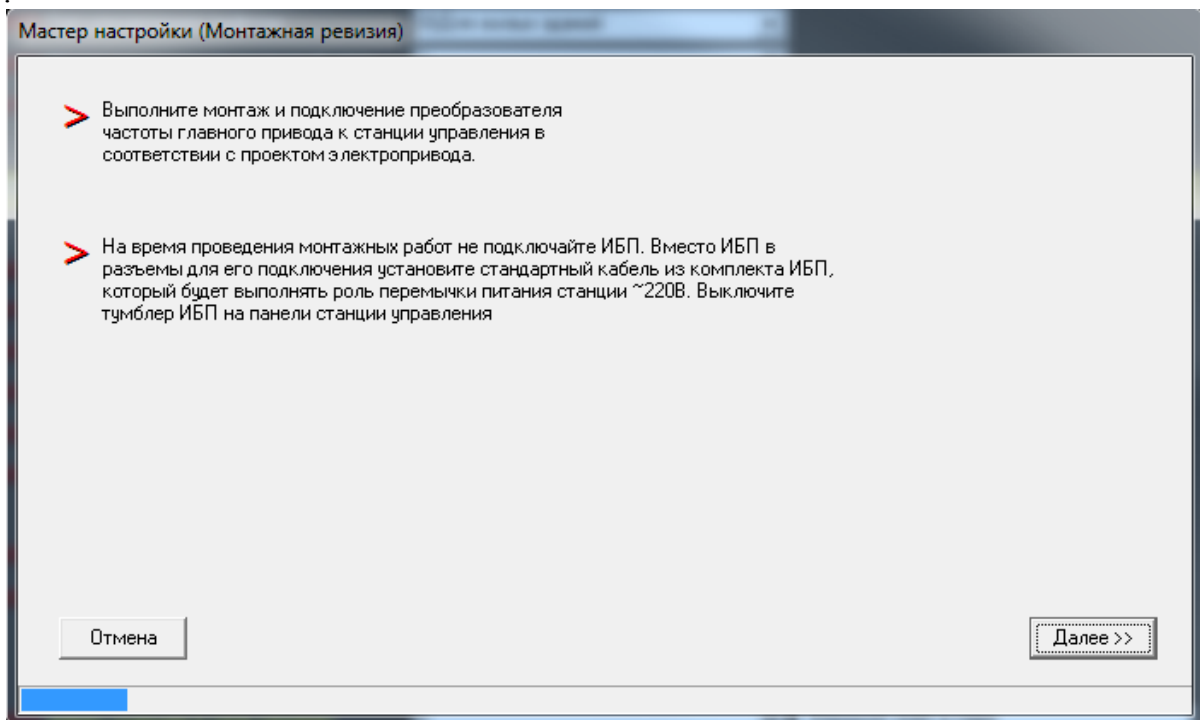 Мастер настройки (Монтажная ревизия)
Выполните монтаж и подключение преобразователя
частоты главного привода к станции управления в
соответствии с проектом электропривода.
На время проведения монтажных работ не подключайте ИБП. Вместо ИБП в
разъемы для его подключения установите стандартный кабель из комплекта ИБП,
который будет выполнять роль перемычки питания станции ~220В. Выключите
тумблер ИБП на панели станции управления
Отмена
Далее >>